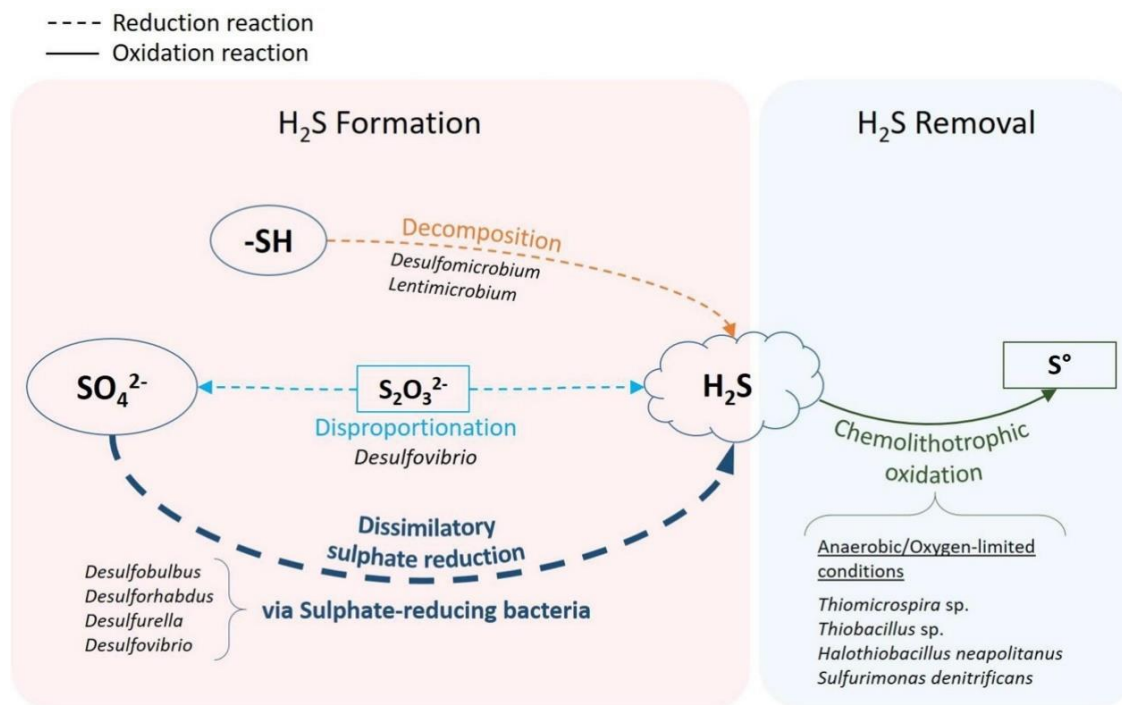 Reduction reaction
Oxidation reaction
H₂S Formation
H₂S Removal
-SH
Decomposition
Desulfomicrobium
Lentimicrobium
SO₄²⁻
S₂O₃²⁻
H₂S
S°
Disproportionation
Desulfovibrio
Chemolithotrophic
oxidation
Dissimilatory
sulphate reduction
via Sulphate-reducing bacteria
Desulfobulbus
Desulforhabdus
Desulfurella
Desulfovibrio
Anaerobic/Oxygen-limited
conditions
Thiomicrospira sp.
Thiobacillus sp.
Halothiobacillus neapolitanus
Sulfurimonas denitrificans